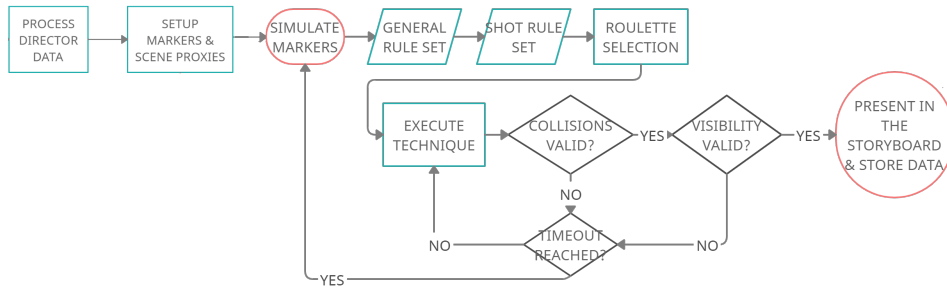 PROCESS
DIRECTOR
DATA
SETUP
MARKERS &
SCENE PROXIES
SIMULATE
MARKERS
GENERAL
RULE SET
SHOT RULE
SET
ROULETTE
SELECTION
EXECUTE
TECHNIQUE
COLLISIONS
VALID?
YES
VISIBILITY
VALID?
YES
PRESENT IN
THE
STORYBOARD
& STORE DATA
NO
TIMEOUT
REACHED?
NO
NO
YES